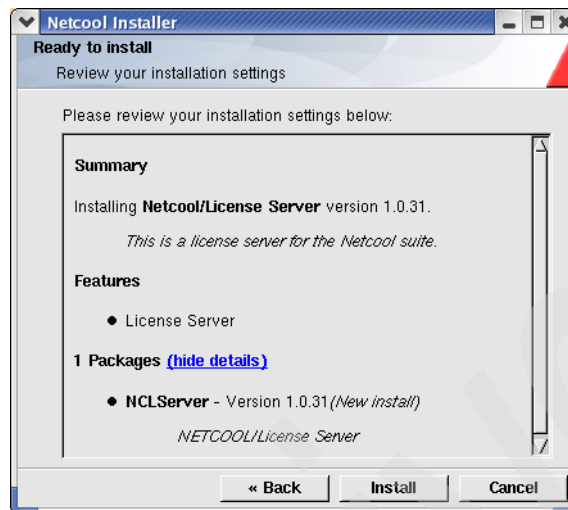 Netcool Installer
Ready to install
Review your installation settings
Please review your installation settings below:
Summary
Installing Netcool/License Server version 1.0.31.
This is a license server for the Netcool suite.
Features
● License Server
1 Packages (hide details)
● NCLServer - Version 1.0.31 (New install)
NETCOOL/License Server
« Back
Install
Cancel